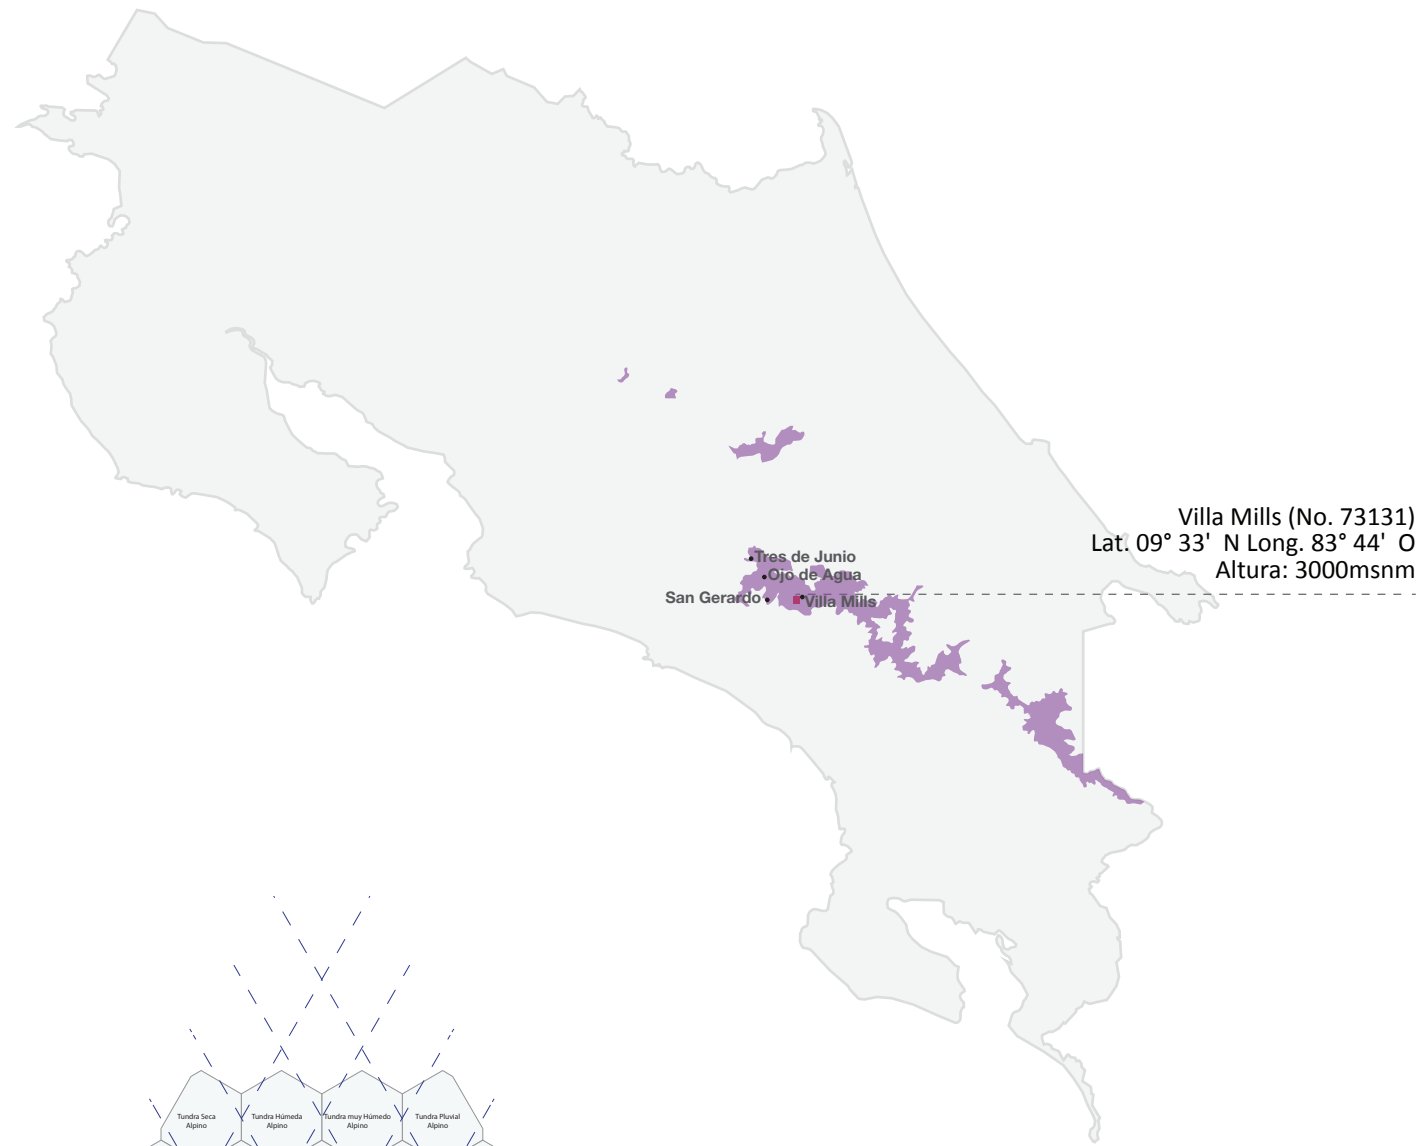 Villa Mills (No. 73131)
Lat. 09° 33' N Long. 83° 44' O
Altura: 3000msnm
Tres de Junio
Ojo de Agua
San Gerardo
Villa Mills
Tundra Seca
Alpino
Tundra Húmeda
Alpino
Tundra muy Húmedo
Alpino
Tundra Pluvial
Alpino